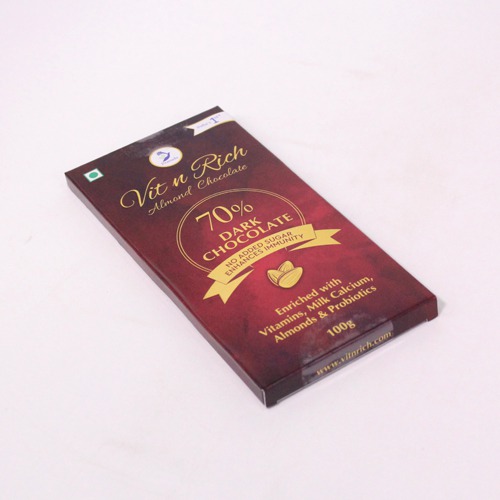 Vit n Rich
Almond Chocolate
70%
DARK
CHOCOLATE
NO ADDED SUGAR
ENHANCES IMMUNITY
Enriched with
Vitamins, Milk Calcium,
Almonds & Probiotics
100g
www.vitnrich.com